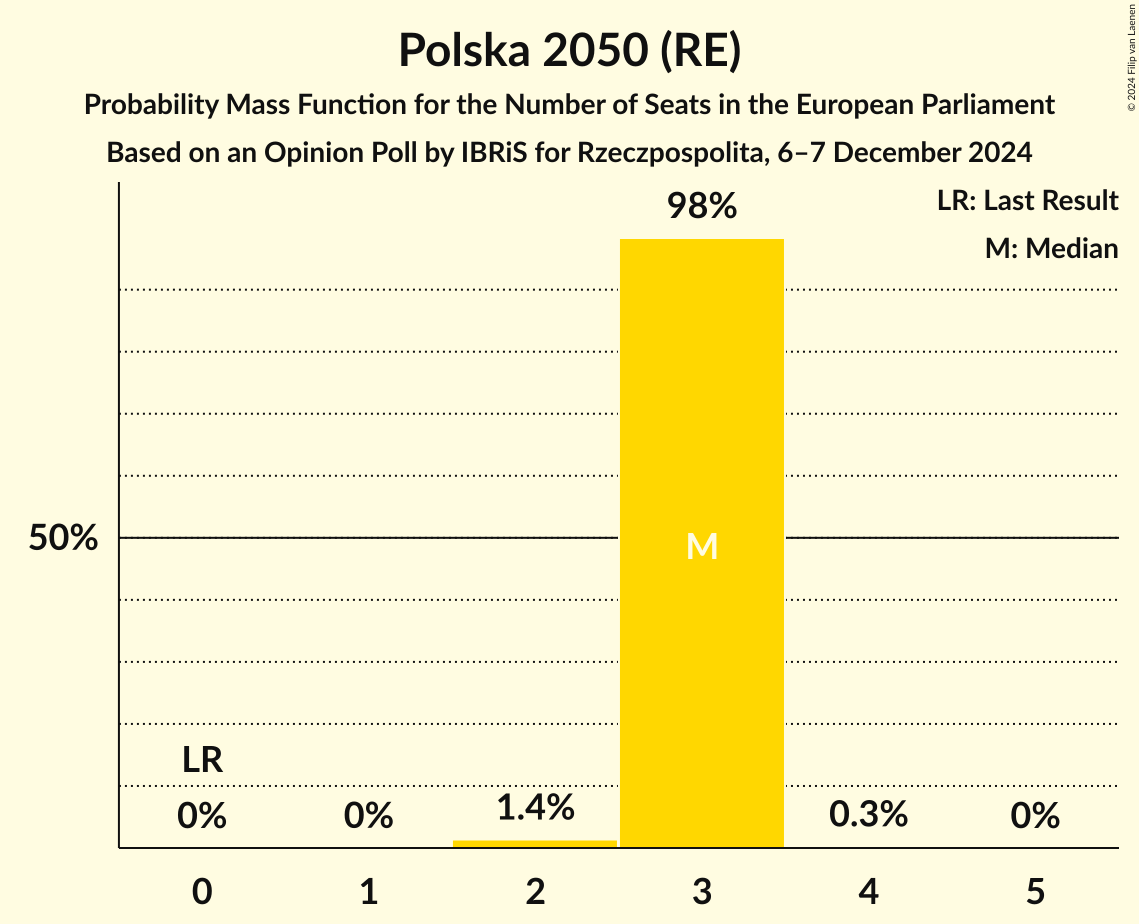 Polska 2050 (RE)
Probability Mass Function for the Number of Seats in the European Parliament
Based on an Opinion Poll by IBRiS for Rzeczpospolita, 6–7 December 2024
© 2024 Filip van Laenen
LR: Last Result
M: Median
98%
50%
M
LR
0%
0%
1.4%
0.3%
0%
0
1
2
3
4
5